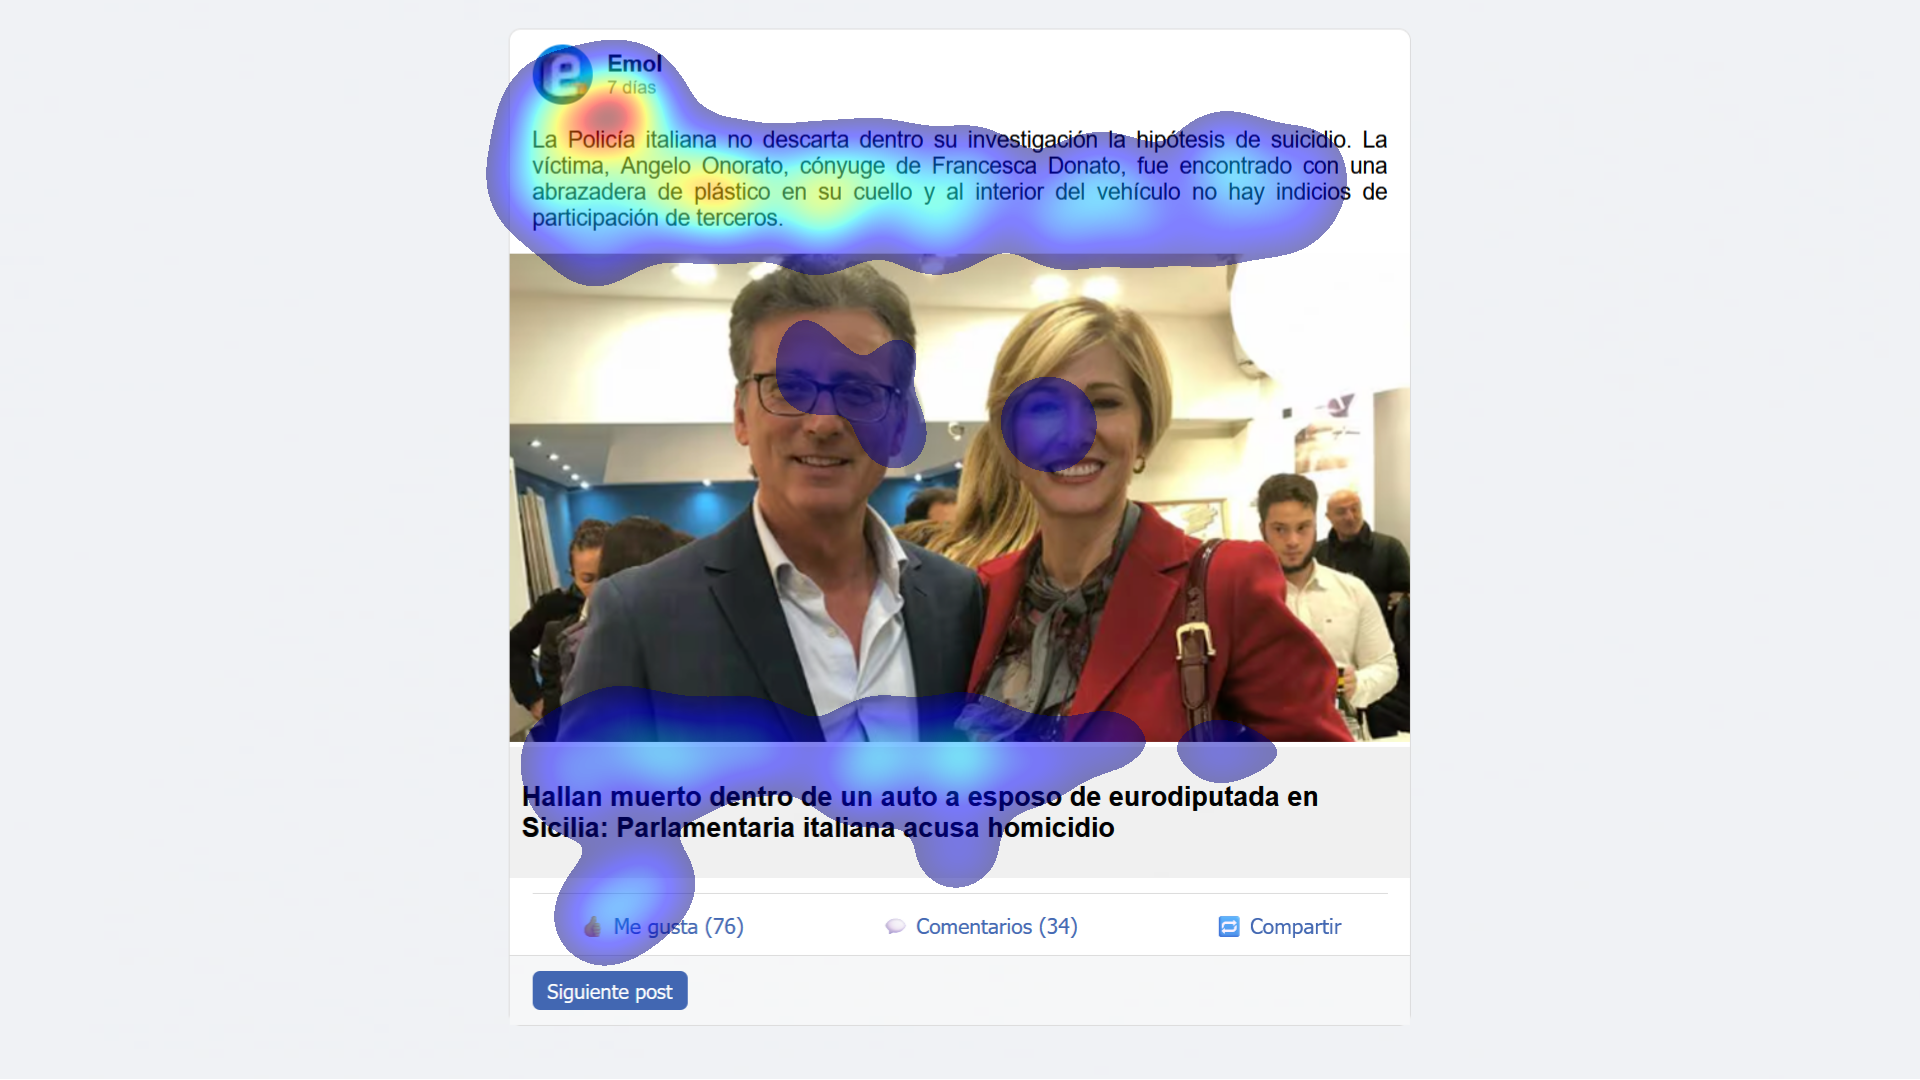 Emol
7 días
La Policía italiana no descarta dentro su investigación la hipótesis de suicidio. La
víctima, Angelo Onorato, cónyuge de Francesca Donato, fue encontrado con una
abrazadera de plástico en su cuello y al interior del vehículo no hay indicios de
participación de terceros.
Hallan muerto dentro de un auto a esposo de eurodiputada en
Sicilia: Parlamentaria italiana acusa homicidio
Me gusta (76)
Comentarios (34)
Compartir
Siguiente post